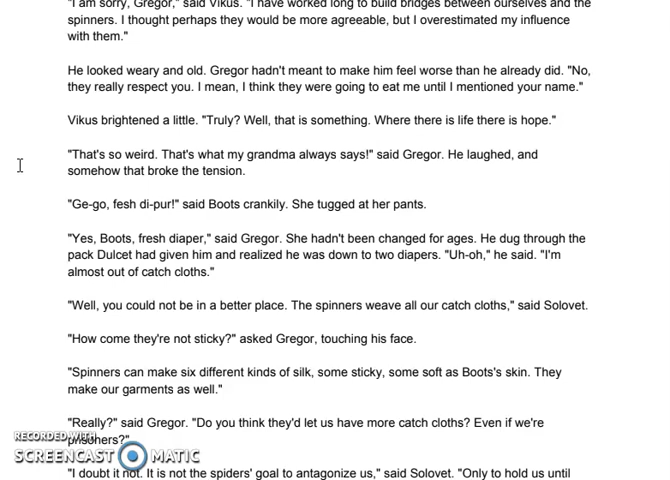 "I am sorry, Gregor," said Vikus. "I have worked long to build bridges between ourselves and the
spinners. I thought perhaps they would be more agreeable, but I overestimated my influence
with them."
He looked weary and old. Gregor hadn't meant to make him feel worse than he already did. "No,
they really respect you. I mean, I think they were going to eat me until I mentioned your name."
Vikus brightened a little. "Truly? Well, that is something. Where there is life there is hope."
"That's so weird. That's what my grandma always says!" said Gregor. He laughed, and
somehow that broke the tension.
"Ge-go, fesh di-pur!" said Boots crankily. She tugged at her pants.
"Yes, Boots, fresh diaper," said Gregor. She hadn't been changed for ages. He dug through the
pack Dulcet had given him and realized he was down to two diapers. "Uh-oh," he said. "I'm
almost out of catch cloths."
"Well, you could not be in a better place. The spinners weave all our catch cloths," said Solovet.
"How come they're not sticky?" asked Gregor, touching his face.
"Spinners can make six different kinds of silk, some sticky, some soft as Boots's skin. They
make our garments as well."
"Really?" said Gregor. "Do you think they'd let us have more catch cloths? Even if we're
prisoners?"
RECORDED WITH
SCREENCAST MATIC
"I doubt it not. It is not the spiders' goal to antagonize us," said Solovet. "Only to hold us until